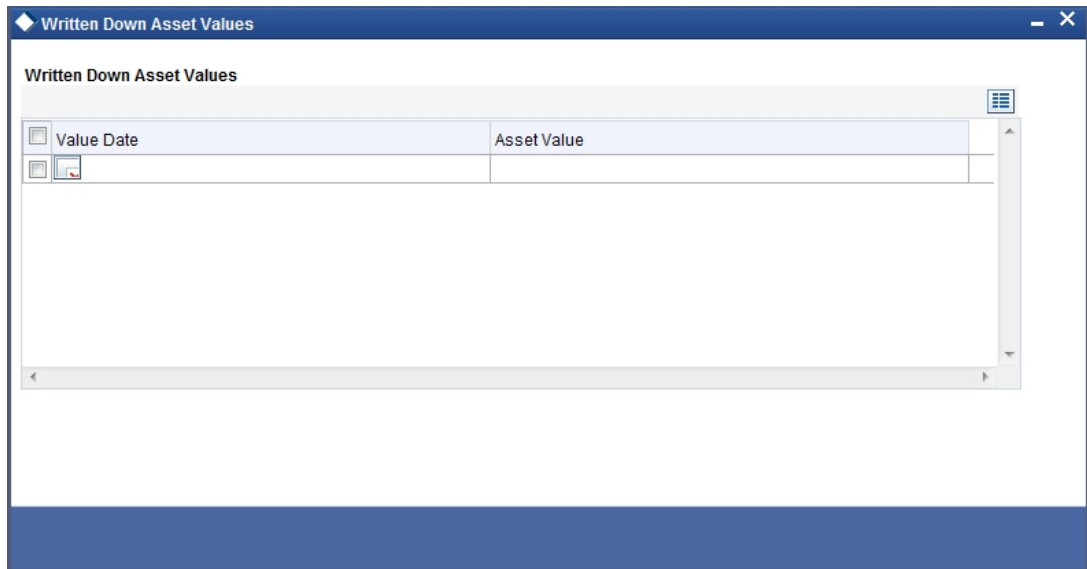 Written Down Asset Values
Written Down Asset Values
Value Date Asset Value